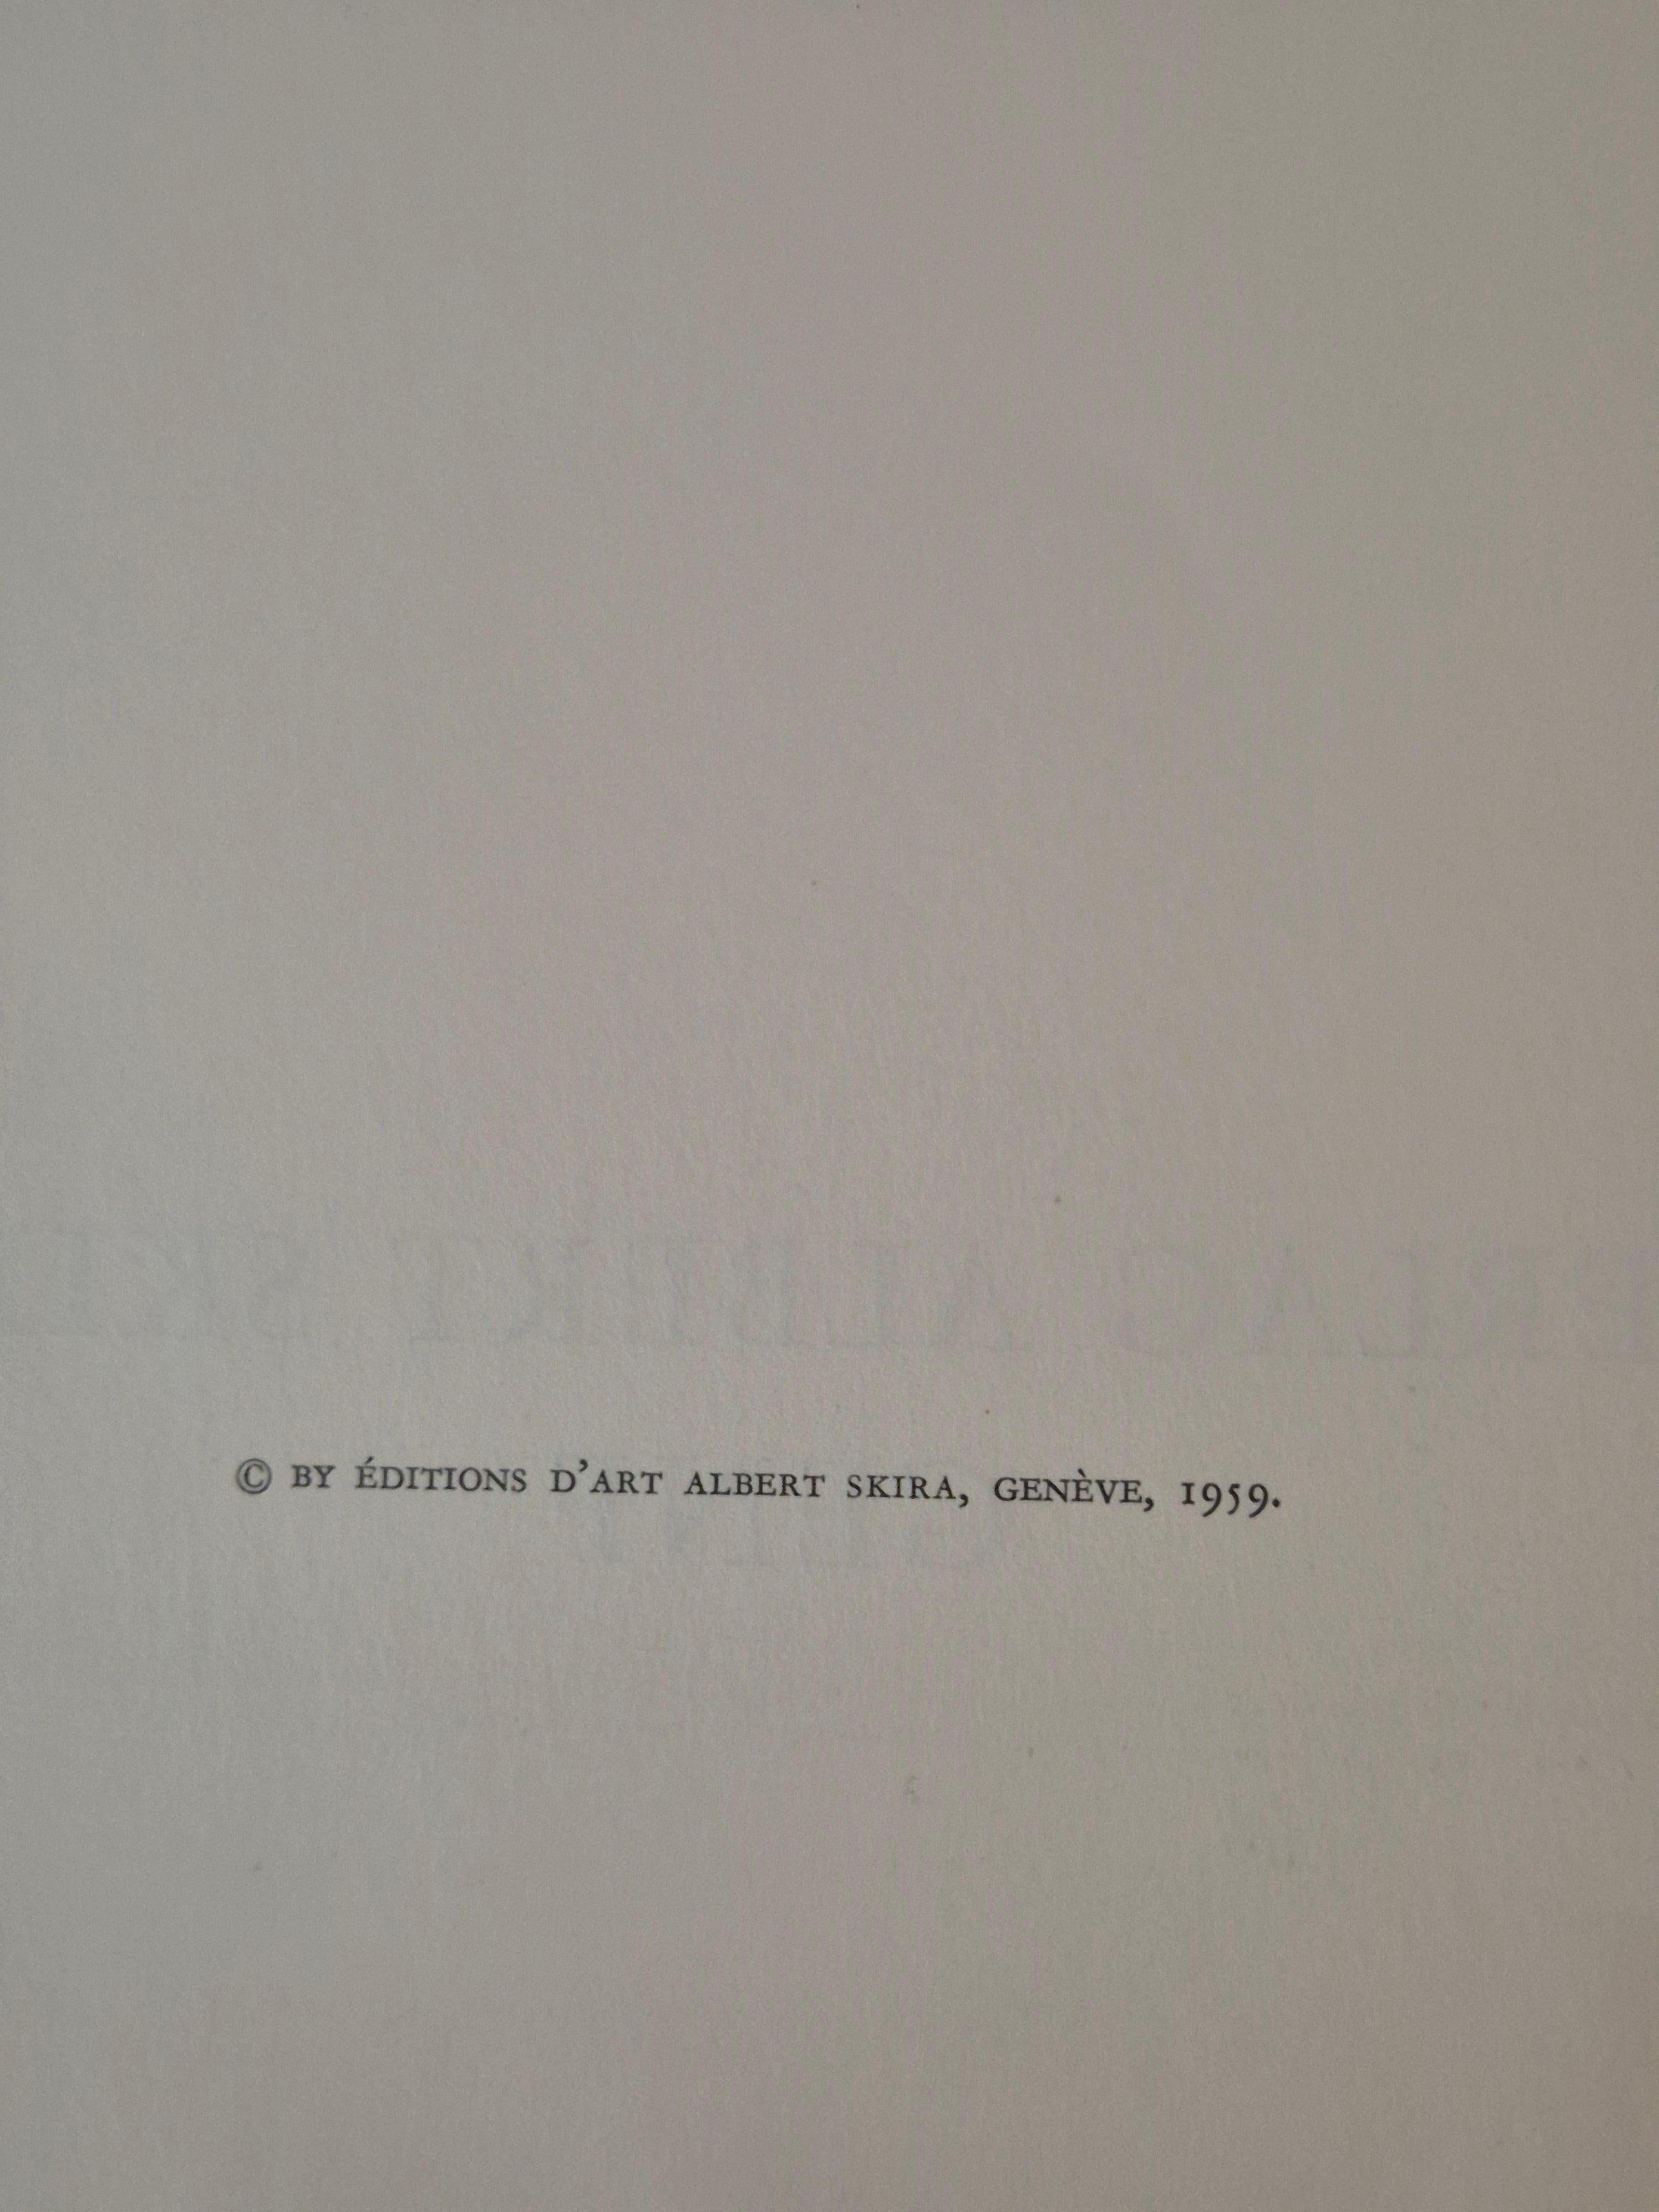 © BY ÉDITIONS D'ART ALBERT SKIRA, GENÈVE, 1959.